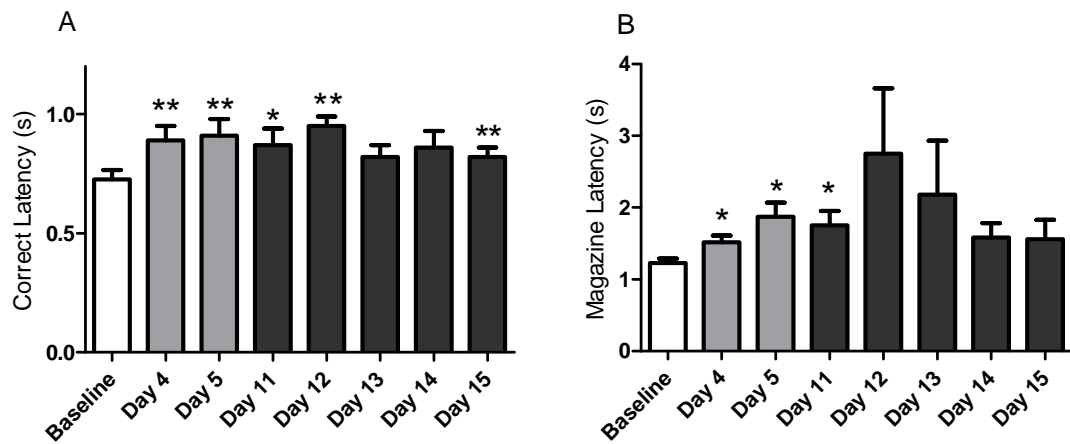 A
Correct Latency (s)
1.0
0.5
0.0
** ** * ** **
Baseline
Day 4
Day 5
Day 11
Day 12
Day 13
Day 14
Day 15
B
Magazine Latency (s)
4
3
2
1
0
* * *
Baseline
Day 4
Day 5
Day 11
Day 12
Day 13
Day 14
Day 15